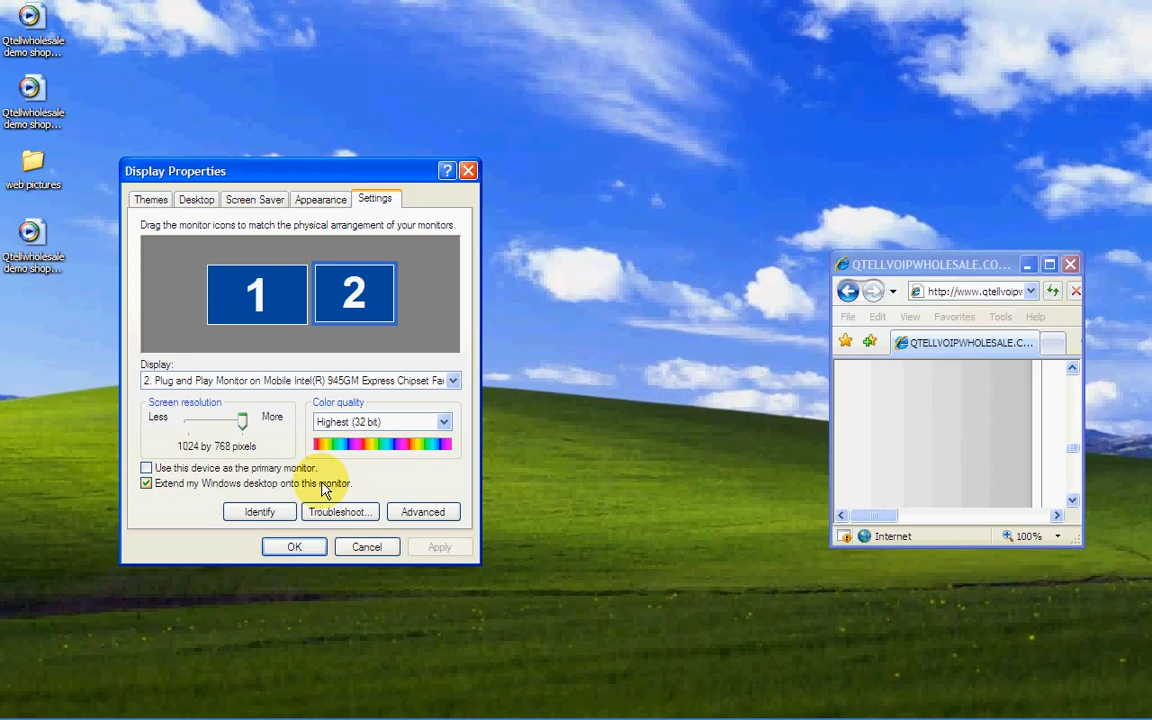 Qtellwholesale
demo shop...
Qtellwholesale
demo shop...
web pictures
Qtellwholesale
demo shop...
Display Properties
?
Themes
Desktop
Screen Saver
Appearance
Settings
Drag the monitor icons to match the physical arrangement of your monitors.
1
2
Display:
2. Plug and Play Monitor on Mobile Intel(R) 945GM Express Chipset Fa
Screen resolution
Less
More
1024 by 768 pixels
Color quality
Highest (32 bit)
Use this device as the primary monitor.
Extend my Windows desktop onto this monitor.
Identify
Troubleshoot...
Advanced
OK
Cancel
Apply
QTELLVOIPWHOLESALE.CO...
http://www.qtellvoipw
File Edit View Favorites Tools Help
QTELLVOIPWHOLESALE.C...
Internet
100%